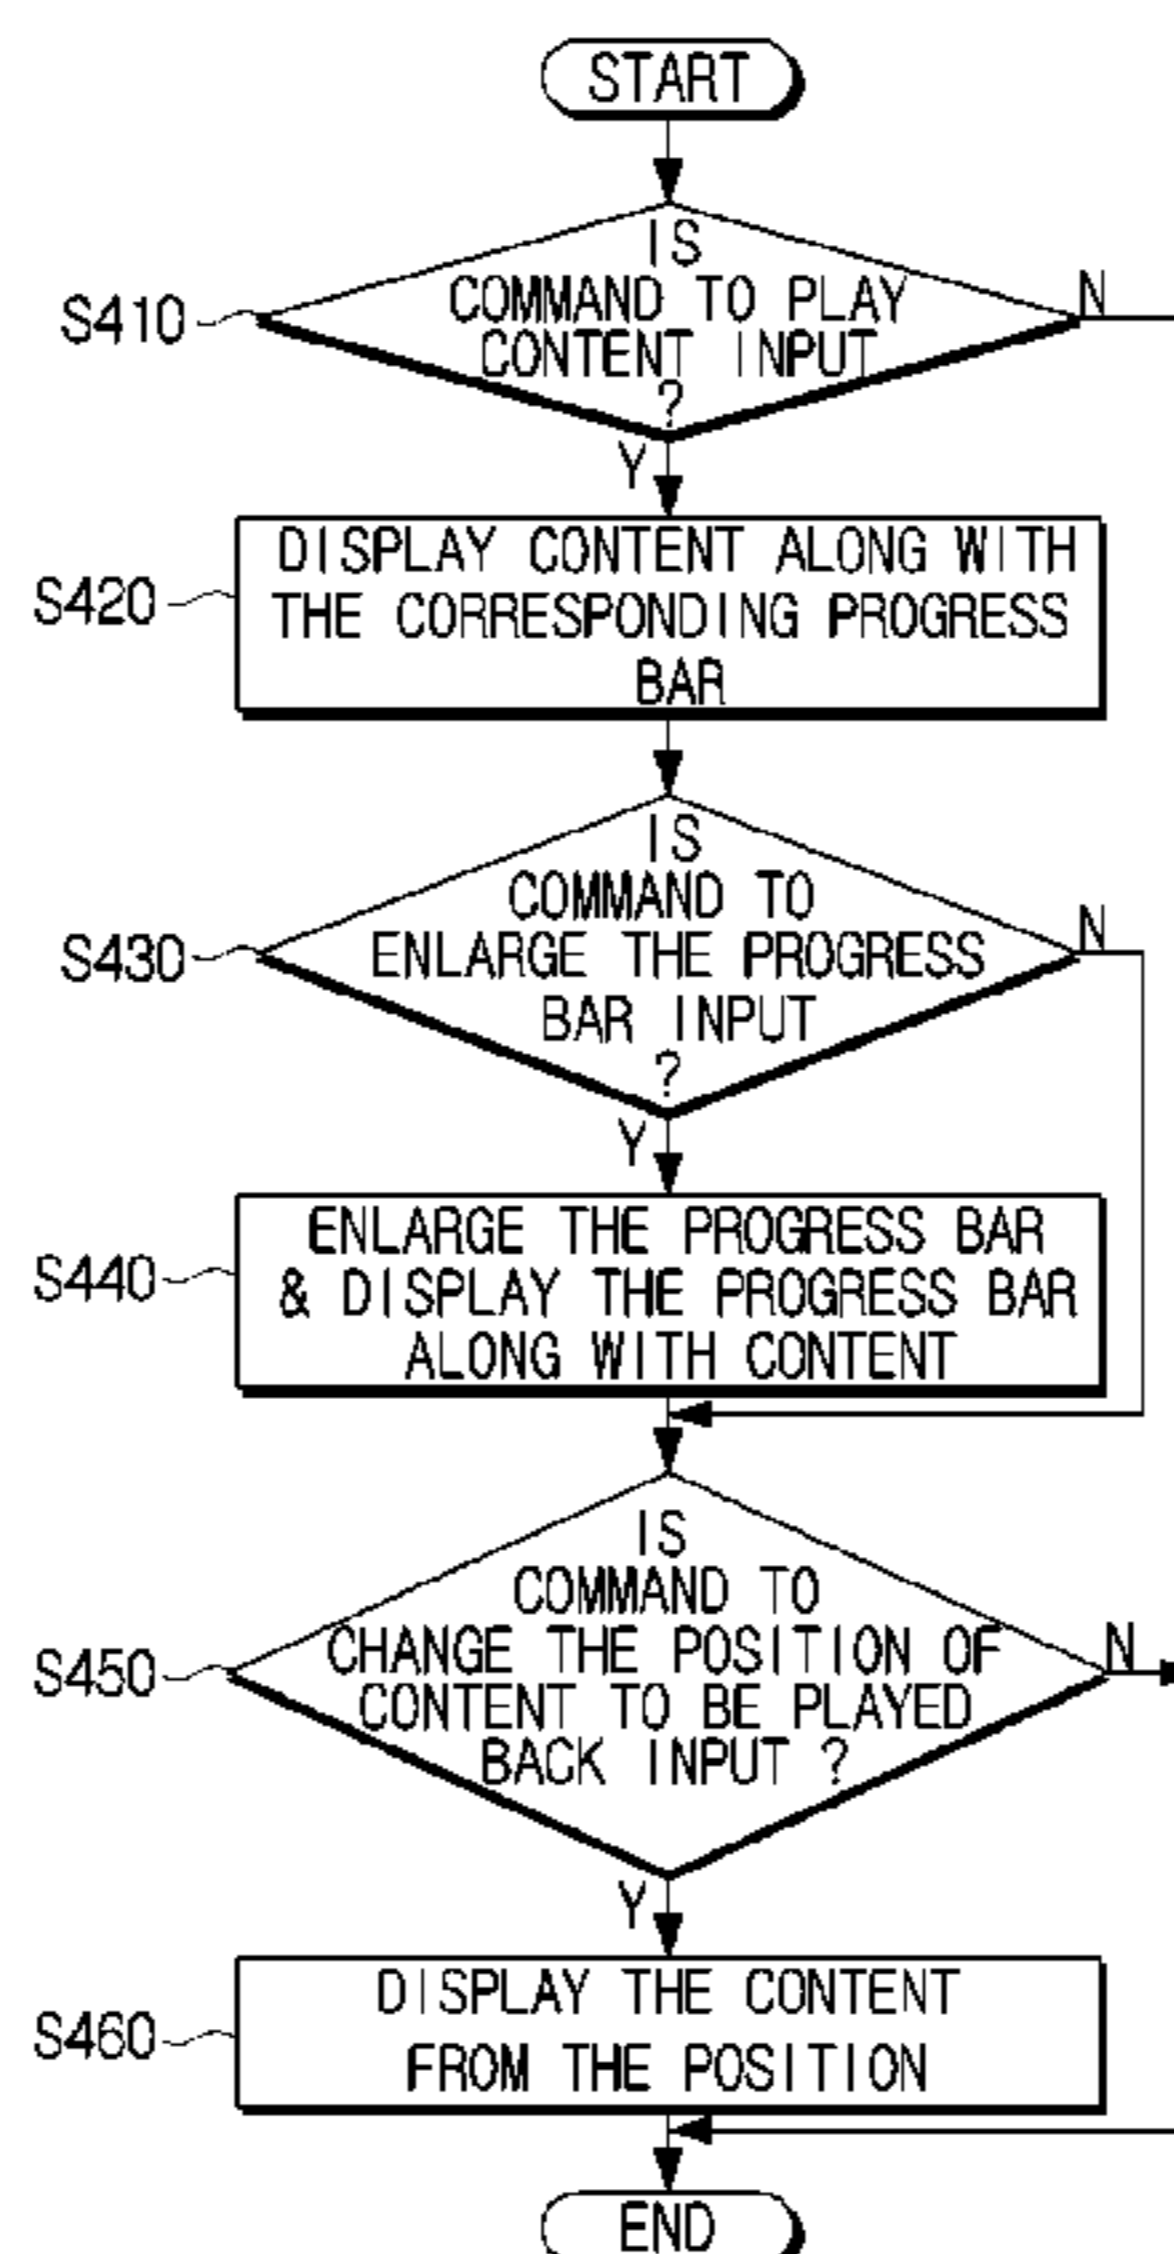 START
IS
COMMAND TO PLAY
CONTENT INPUT
?
S410
N
Y
DISPLAY CONTENT ALONG WITH
THE CORRESPONDING PROGRESS
BAR
S420
IS
COMMAND TO
ENLARGE THE PROGRESS
BAR INPUT
?
S430
N
Y
ENLARGE THE PROGRESS BAR
& DISPLAY THE PROGRESS BAR
ALONG WITH CONTENT
S440
IS
COMMAND TO
CHANGE THE POSITION OF
CONTENT TO BE PLAYED
BACK INPUT ?
S450
N
Y
DISPLAY THE CONTENT
FROM THE POSITION
S460
END